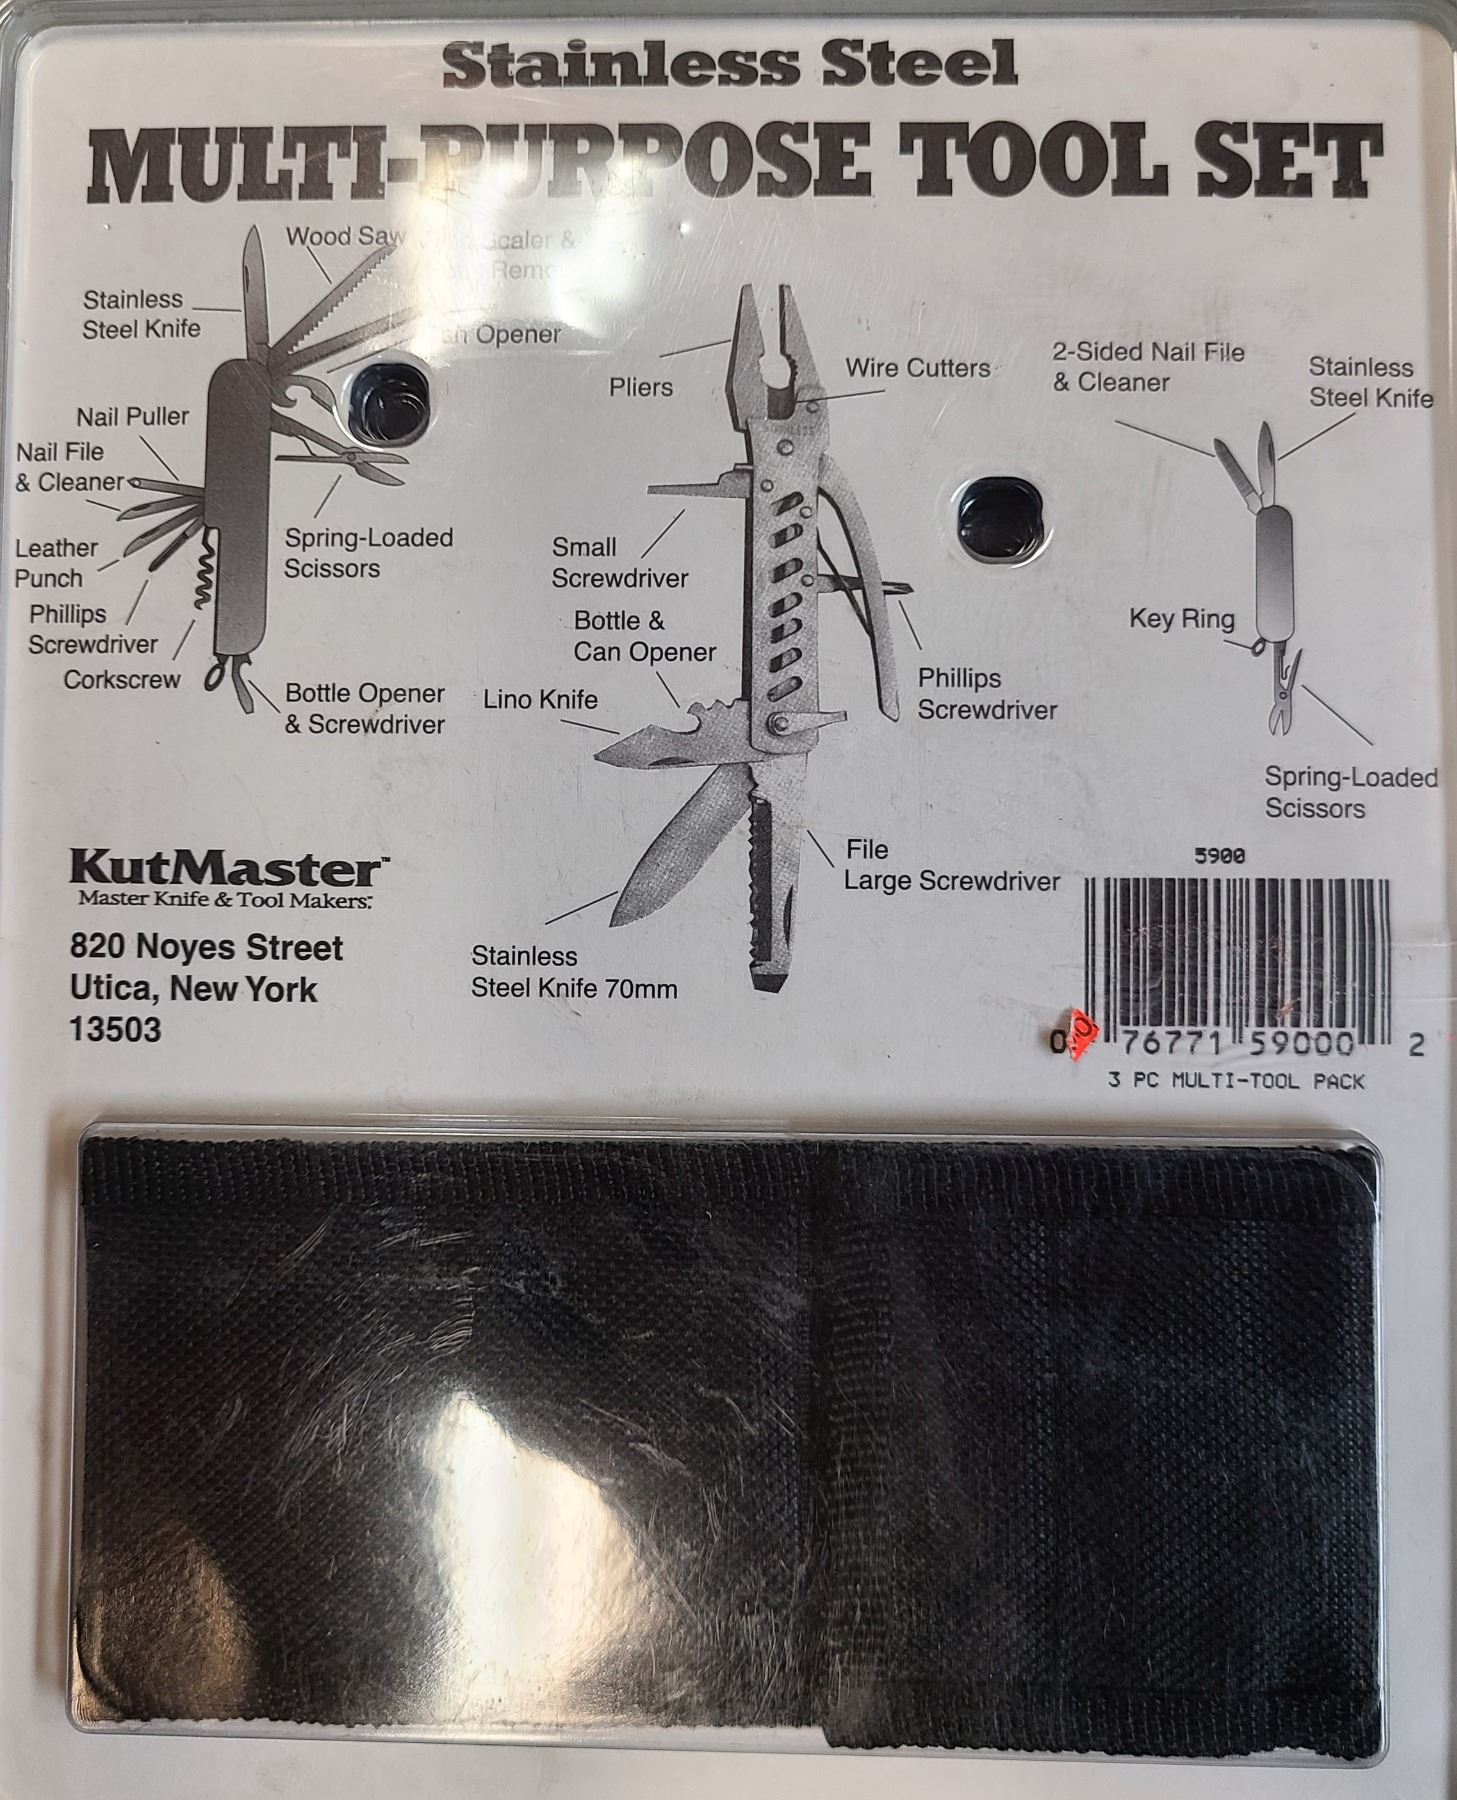 Stainless Steel
MULTI-PURPOSE TOOL SET
Wood Saw
Scaler &
Stainless
Steel Knife
Opener
Nail Puller
Nail File
& Cleaner
Leather
Punch
Phillips
Screwdriver
Corkscrew
Spring-Loaded
Scissors
Bottle Opener
& Screwdriver
Pliers
Wire Cutters
Small
Screwdriver
Bottle &
Can Opener
Lino Knife
Phillips
Screwdriver
File
Large Screwdriver
Stainless
Steel Knife 70mm
2-Sided Nail File
& Cleaner
Stainless
Steel Knife
Key Ring
Spring-Loaded
Scissors
KutMaster™
Master Knife & Tool Makers.
820 Noyes Street
Utica, New York
13503
5900
0 76771 59000 2
3 PC MULTI-TOOL PACK